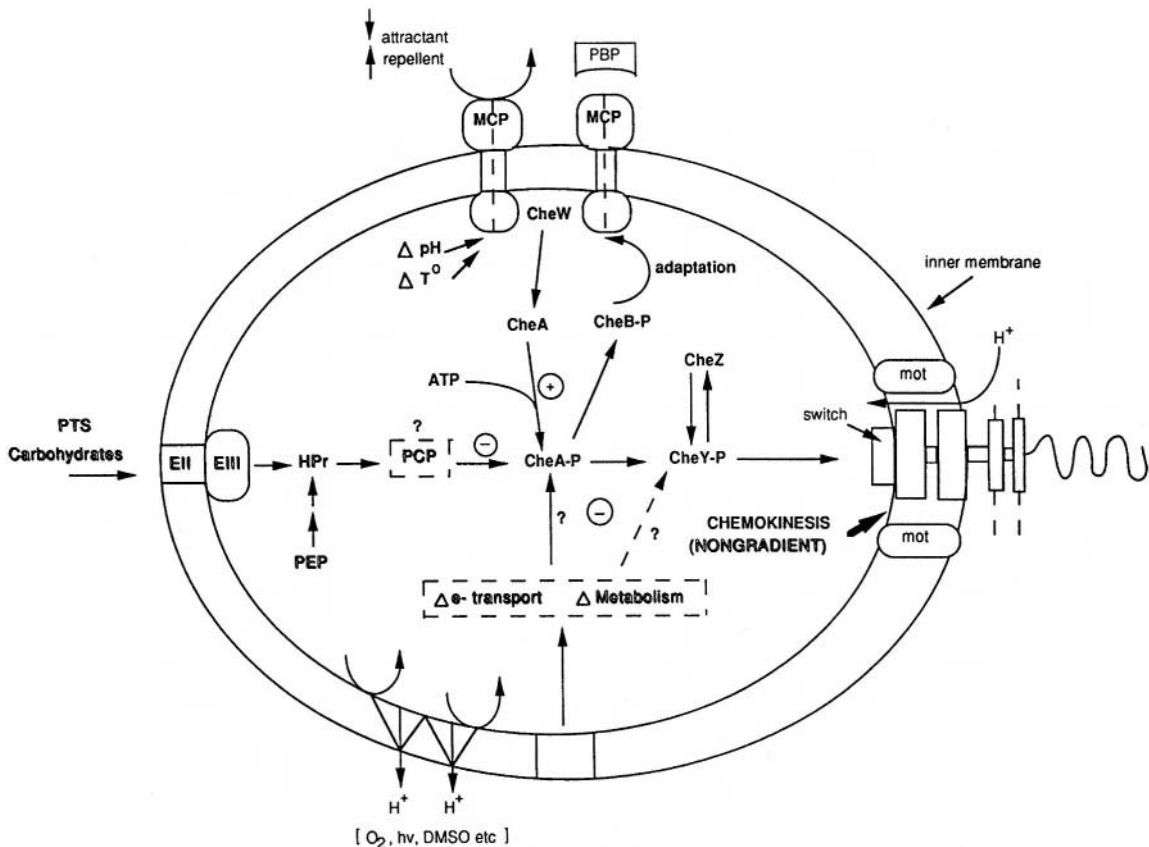 attractant
repellent
PBP
MCP
MCP
CheW
Δ pH
Δ T°
adaptation
inner membrane
CheA
CheB-P
H+
ATP
+
CheZ
mot
switch
PTS
Carbohydrates
EII
EIII
HPr
?
PCP
−
CheA-P
CheY-P
?
−
?
CHEMOKINESIS
(NONGRADIENT)
mot
PEP
Δ e- transport Δ Metabolism
H+ H+
[ O2, hv, DMSO etc ]